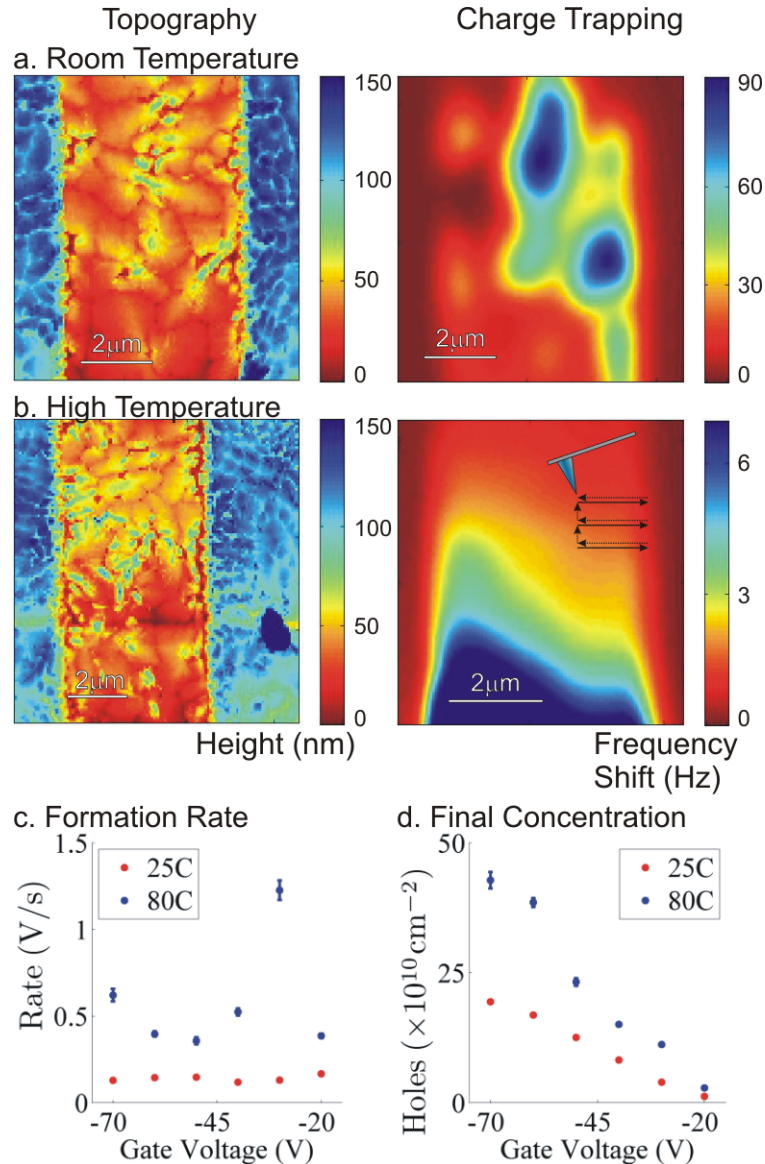 Topography
Charge Trapping
a. Room Temperature
150
100
50
0
2μm
90
60
30
0
2μm
b. High Temperature
150
100
50
0
2μm
6
3
0
2μm
Height (nm)
Frequency
Shift (Hz)
c. Formation Rate
1.5
1
0.5
0
Rate (V/s)
25C
80C
-70
-45
-20
Gate Voltage (V)
d. Final Concentration
50
25
0
Holes (×10¹⁰cm⁻²)
25C
80C
-70
-45
-20
Gate Voltage (V)